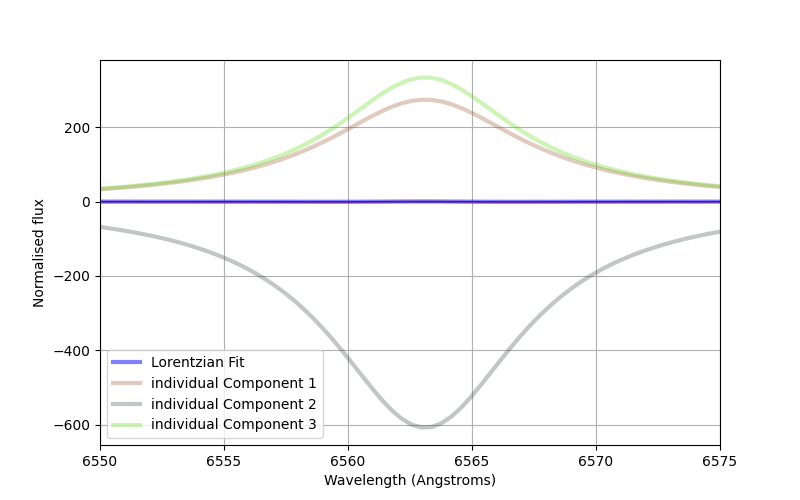 200
0
−200
−400
−600
Normalised flux
Lorentzian Fit
individual Component 1
individual Component 2
individual Component 3
6550 6555 6560 6565 6570 6575
Wavelength (Angstroms)